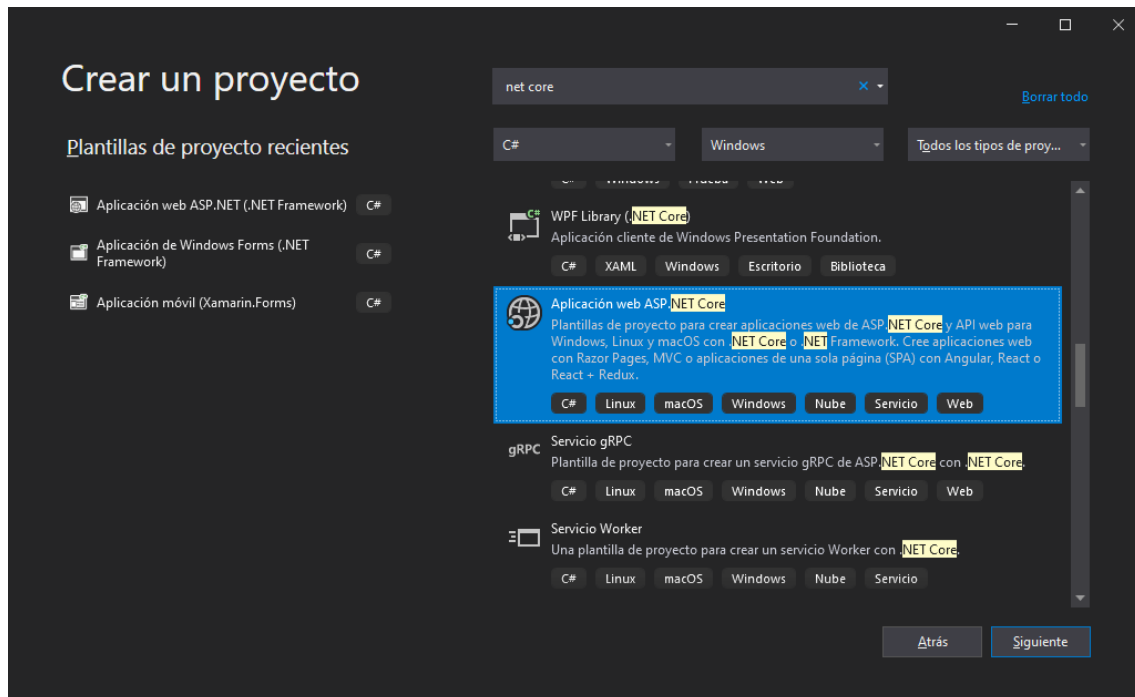 Crear un proyecto
net core
Borrar todo
Plantillas de proyecto recientes
C#
Windows
Todos los tipos de proy...
Aplicación web ASP.NET (.NET Framework) C#
Aplicación de Windows Forms (.NET
Framework)
C#
Aplicación móvil (Xamarin.Forms) C#
C# Windows Prueba Web
WPF Library (.NET Core)
Aplicación cliente de Windows Presentation Foundation.
C# XAML Windows Escritorio Biblioteca
Aplicación web ASP.NET Core
Plantillas de proyecto para crear aplicaciones web de ASP.NET Core y API web para
Windows, Linux y macOS con .NET Core o .NET Framework. Cree aplicaciones web
con Razor Pages, MVC o aplicaciones de una sola página (SPA) con Angular, React o
React + Redux.
C# Linux macOS Windows Nube Servicio Web
gRPC
Servicio gRPC
Plantilla de proyecto para crear un servicio gRPC de ASP.NET Core con .NET Core.
C# Linux macOS Windows Nube Servicio Web
Servicio Worker
Una plantilla de proyecto para crear un servicio Worker con .NET Core.
C# Linux macOS Windows Nube Servicio
Atrás
Siguiente